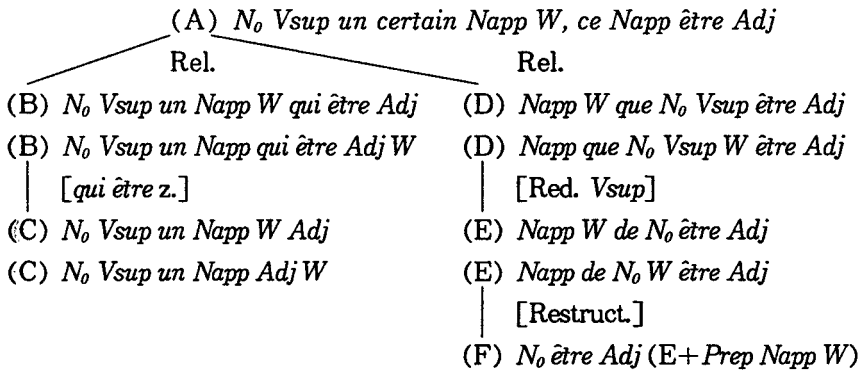 (A) N₀ Vsup un certain Napp W, ce Napp être Adj
Rel. Rel.
(B) N₀ Vsup un Napp W qui être Adj (D) Napp W que N₀ Vsup être Adj
(B) N₀ Vsup un Napp qui être Adj W (D) Napp que N₀ Vsup W être Adj
[qui être z.] [Red. Vsup]
(C) N₀ Vsup un Napp W Adj (E) Napp W de N₀ être Adj
(C) N₀ Vsup un Napp Adj W (E) Napp de N₀ W être Adj
[Restruct.]
(F) N₀ être Adj (E+Prep Napp W)